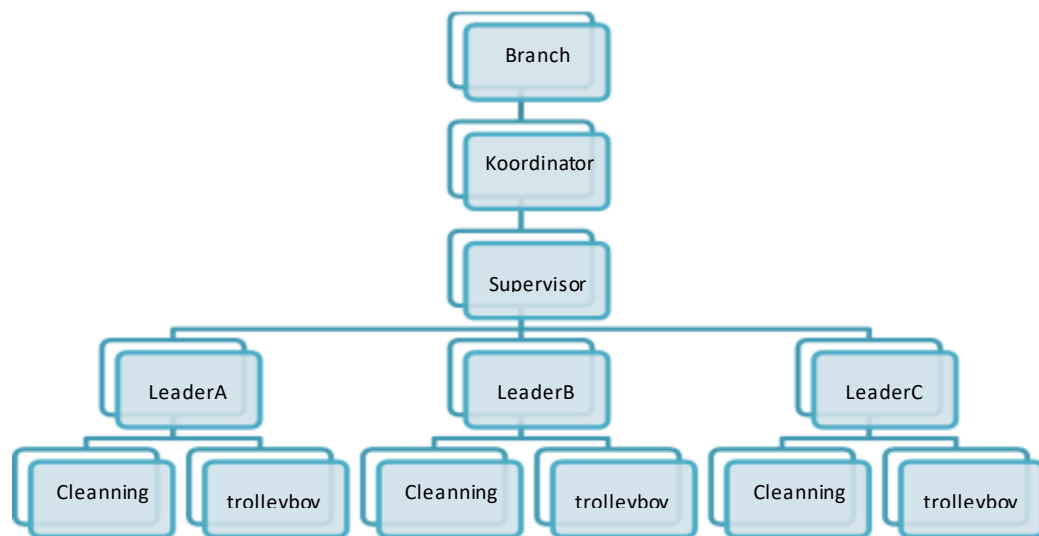 Branch
Koordinator
Supervisor
LeaderA
LeaderB
LeaderC
Cleanning
trolleyboy
Cleanning
trolleyboy
Cleanning
trolleyboy